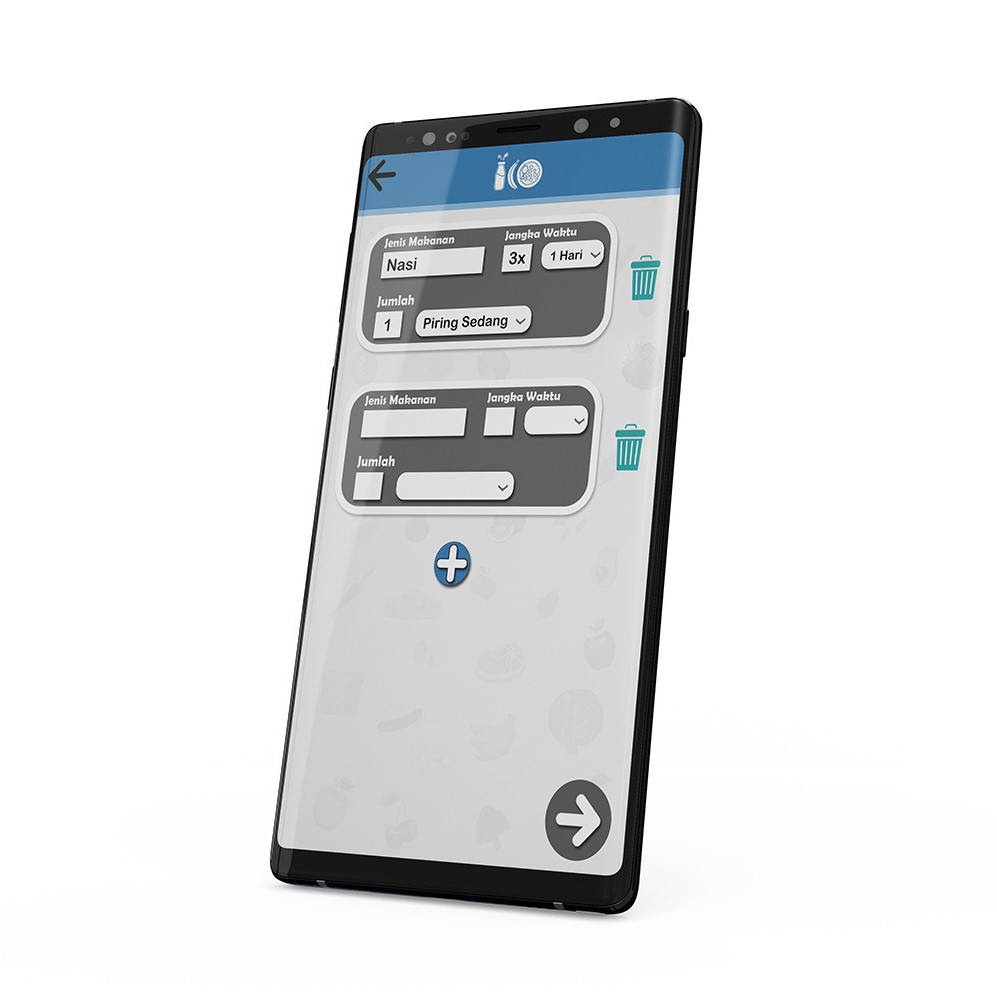 Jenis Makanan
Jangka Waktu
Nasi
3x
1 Hari
Jumlah
1
Piring Sedang
Jenis Makanan
Jangka Waktu
Jumlah